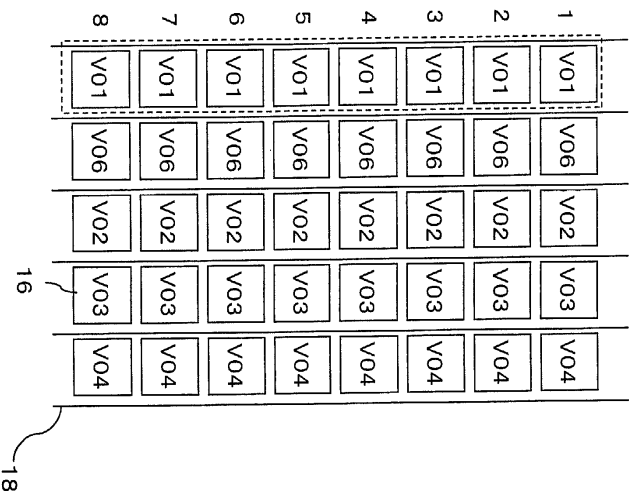 1 V01 V06 V02 V03 V04
2 V01 V06 V02 V03 V04
3 V01 V06 V02 V03 V04
4 V01 V06 V02 V03 V04
5 V01 V06 V02 V03 V04
6 V01 V06 V02 V03 V04
7 V01 V06 V02 V03 V04
8 V01 V06 V02 V03 V04
16
18